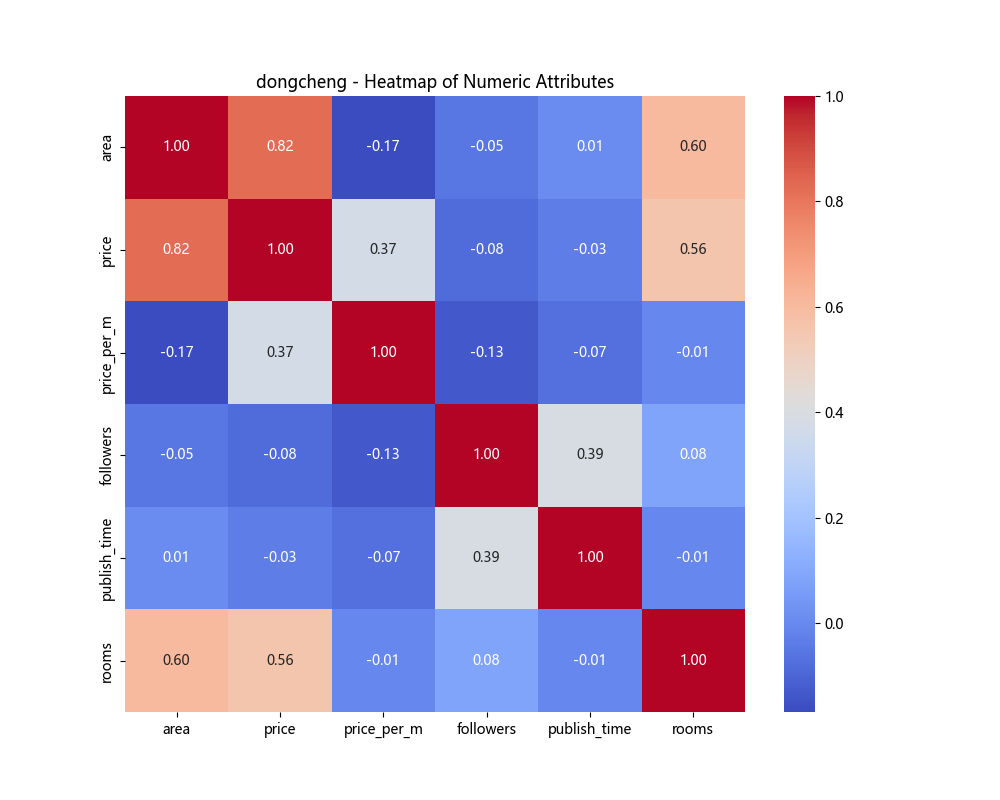 dongcheng - Heatmap of Numeric Attributes
area 1.00 0.82 -0.17 -0.05 0.01 0.60
price 0.82 1.00 0.37 -0.08 -0.03 0.56
price_per_m -0.17 0.37 1.00 -0.13 -0.07 -0.01
followers -0.05 -0.08 -0.13 1.00 0.39 0.08
publish_time 0.01 -0.03 -0.07 0.39 1.00 -0.01
rooms 0.60 0.56 -0.01 0.08 -0.01 1.00
area price price_per_m followers publish_time rooms
1.0
0.8
0.6
0.4
0.2
0.0